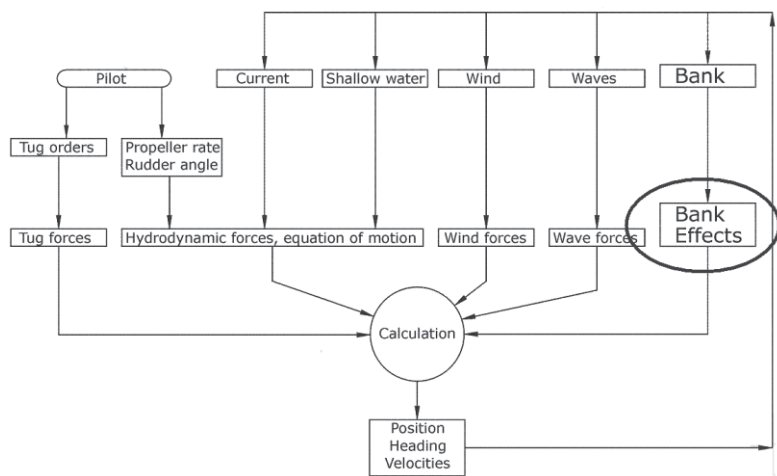 Pilot
Current
Shallow water
Wind
Waves
Bank
Tug orders
Propeller rate
Rudder angle
Tug forces
Hydrodynamic forces, equation of motion
Wind forces
Wave forces
Bank
Effects
Calculation
Position
Heading
Velocities